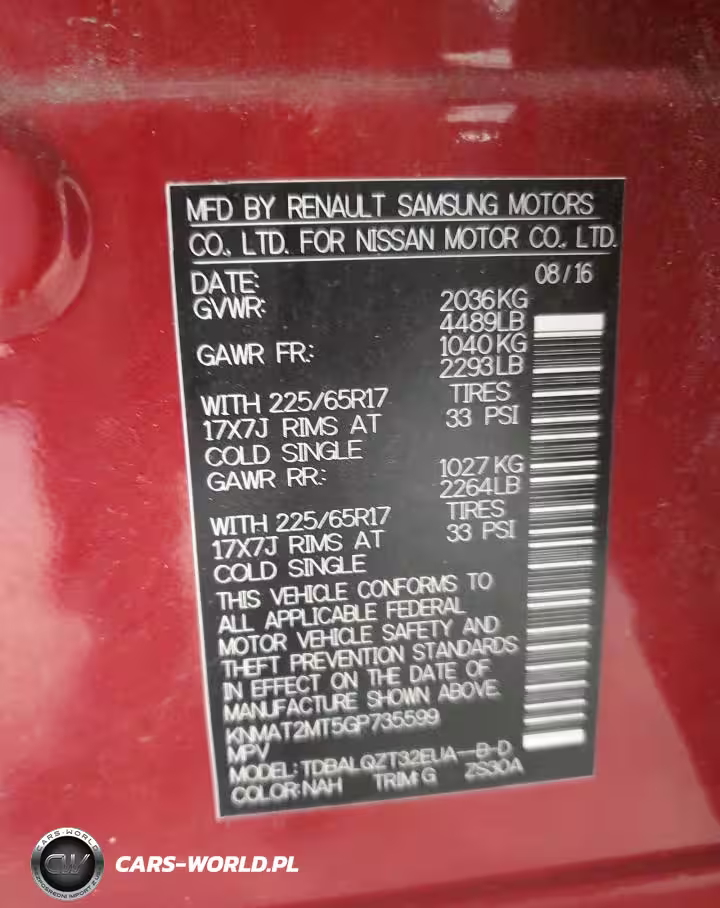 MFD BY RENAULT SAMSUNG MOTORS
CO., LTD. FOR NISSAN MOTOR CO., LTD.
DATE: 08/16
GVWR: 2036KG
4489LB
GAWR FR: 1040KG
2293LB
WITH 225/65R17 TIRES
17X7J RIMS AT 33 PSI
COLD SINGLE
GAWR RR: 1027KG
2264LB
WITH 225/65R17 TIRES
17X7J RIMS AT 33 PSI
COLD SINGLE
THIS VEHICLE CONFORMS TO
ALL APPLICABLE FEDERAL
MOTOR VEHICLE SAFETY AND
THEFT PREVENTION STANDARDS
IN EFFECT ON THE DATE OF
MANUFACTURE SHOWN ABOVE.
KNMAT2MT5GP735599
MPV
MODEL: TDBALQZT32EUA-B-D
COLOR: NAH TRIM: G ZS30A
CARS-WORLD
CW
CARS-WORLD.PL